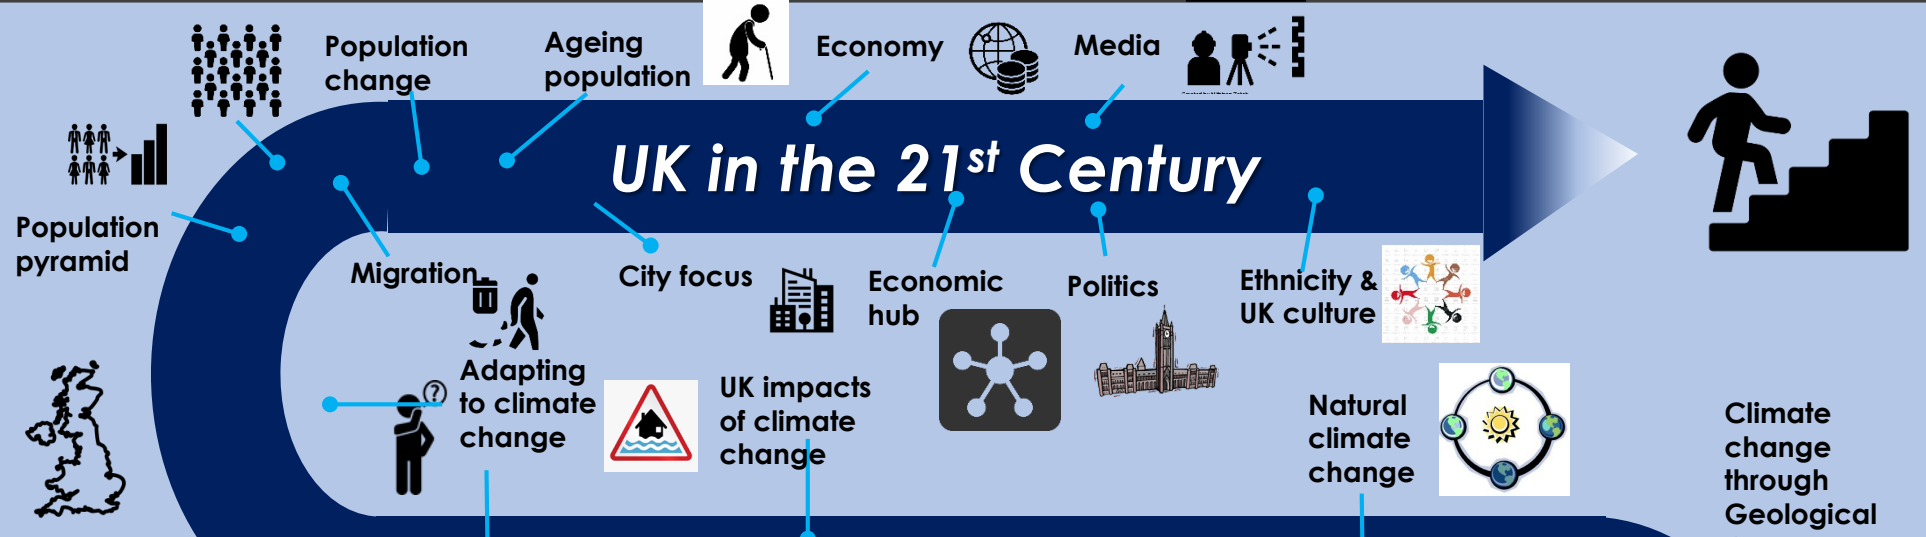 Population
change
Ageing
population
Economy
Media
UK in the 21st Century
Population
pyramid
Migration
City focus
Economic
hub
Politics
Ethnicity &
UK culture
?
Adapting
to climate
change
UK impacts
of climate
change
Natural
climate
change
Climate
change
through
Geological